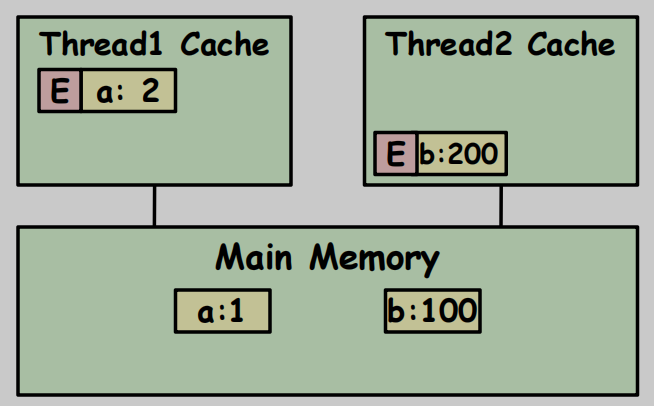 Thread1 Cache
E a: 2
Thread2 Cache
E b:200
Main Memory
a:1
b:100